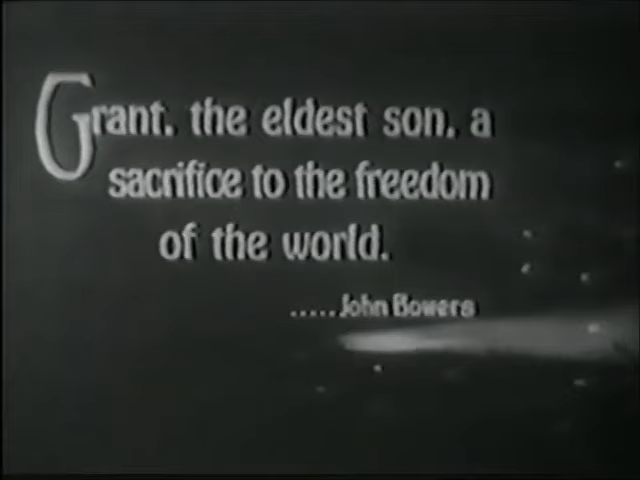 Grant, the eldest son, a
sacrifice to the freedom
of the world.
.....John Bowers